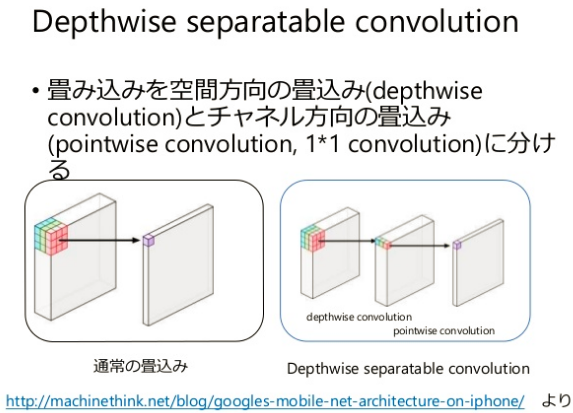 Depthwise separatable convolution
• 畳み込みを空間方向の畳込み(depthwise
convolution)とチャネル方向の畳込み
(pointwise convolution, 1*1 convolution)に分け
る
depthwise convolution
pointwise convolution
通常の畳込み
Depthwise separatable convolution
http://machinethink.net/blog/googles-mobile-net-architecture-on-iphone/ より